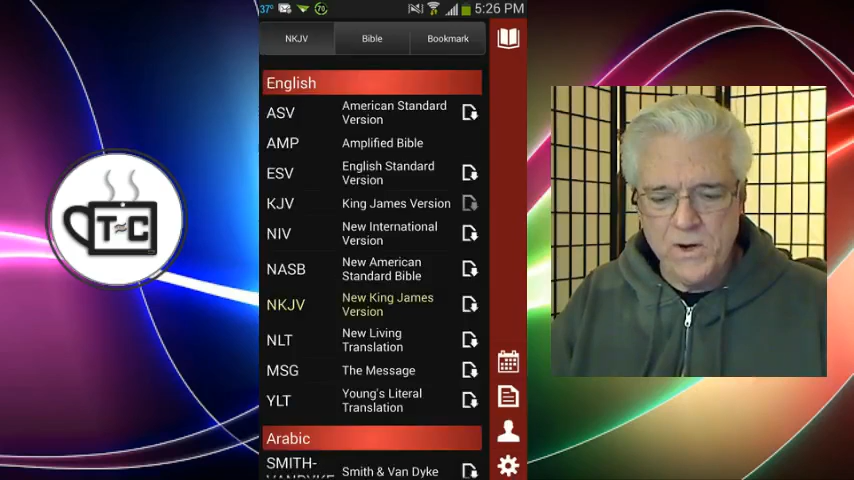 37° 70 5:26 PM
NKJV Bible Bookmark
English
ASV American Standard
Version
AMP Amplified Bible
ESV English Standard
Version
KJV King James Version
NIV New International
Version
NASB New American
Standard Bible
NKJV New King James
Version
NLT New Living
Translation
MSG The Message
YLT Young's Literal
Translation
Arabic
SMITH-
VANDYKE Smith & Van Dyke
T≈C